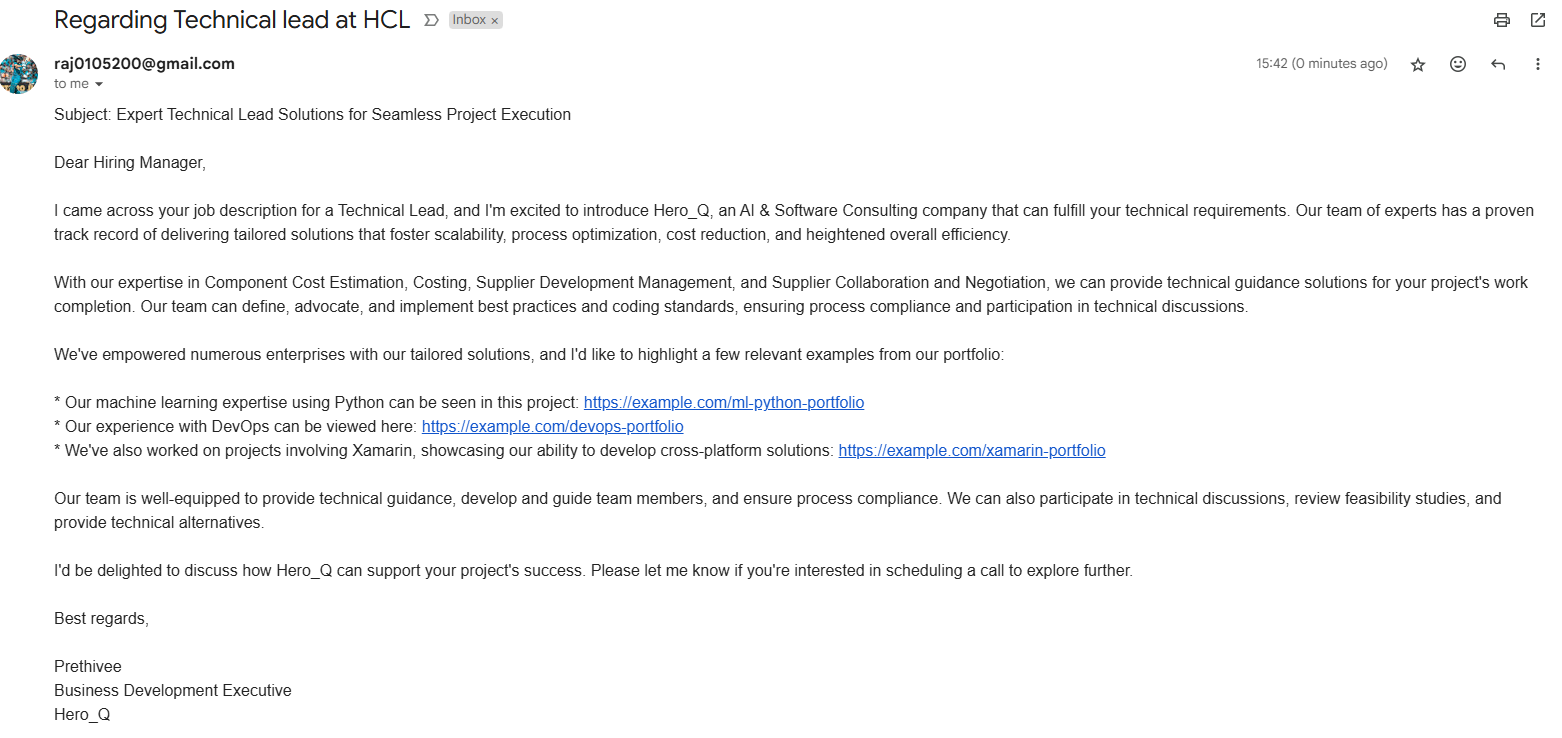 Regarding Technical lead at HCL Inbox ×
raj0105200@gmail.com 15:42 (0 minutes ago)
to me
Subject: Expert Technical Lead Solutions for Seamless Project Execution
Dear Hiring Manager,
I came across your job description for a Technical Lead, and I'm excited to introduce Hero_Q, an AI & Software Consulting company that can fulfill your technical requirements. Our team of experts has a proven
track record of delivering tailored solutions that foster scalability, process optimization, cost reduction, and heightened overall efficiency.
With our expertise in Component Cost Estimation, Costing, Supplier Development Management, and Supplier Collaboration and Negotiation, we can provide technical guidance solutions for your project's work
completion. Our team can define, advocate, and implement best practices and coding standards, ensuring process compliance and participation in technical discussions.
We've empowered numerous enterprises with our tailored solutions, and I'd like to highlight a few relevant examples from our portfolio:
* Our machine learning expertise using Python can be seen in this project: https://example.com/ml-python-portfolio
* Our experience with DevOps can be viewed here: https://example.com/devops-portfolio
* We've also worked on projects involving Xamarin, showcasing our ability to develop cross-platform solutions: https://example.com/xamarin-portfolio
Our team is well-equipped to provide technical guidance, develop and guide team members, and ensure process compliance. We can also participate in technical discussions, review feasibility studies, and
provide technical alternatives.
I'd be delighted to discuss how Hero_Q can support your project's success. Please let me know if you're interested in scheduling a call to explore further.
Best regards,
Prethivee
Business Development Executive
Hero_Q